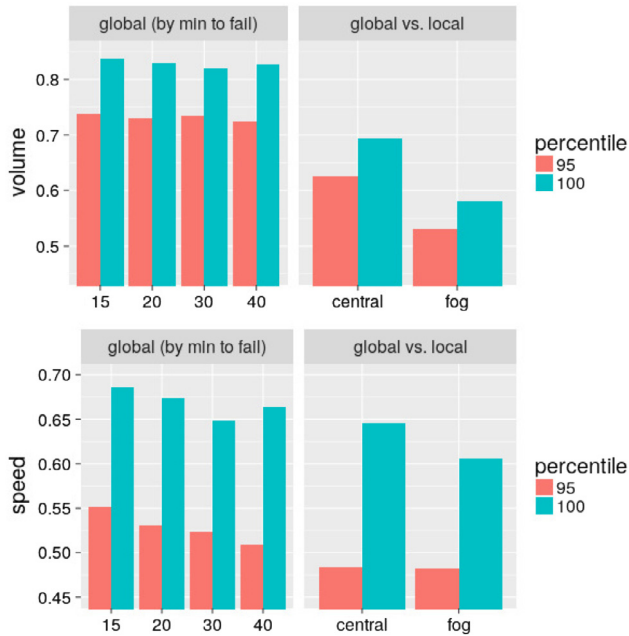 global (by min to fail)
global vs. local
volume
0.8
0.7
0.6
0.5
15
20
30
40
central
fog
percentile
95
100
global (by min to fail)
global vs. local
speed
0.70
0.65
0.60
0.55
0.50
0.45
15
20
30
40
central
fog
percentile
95
100